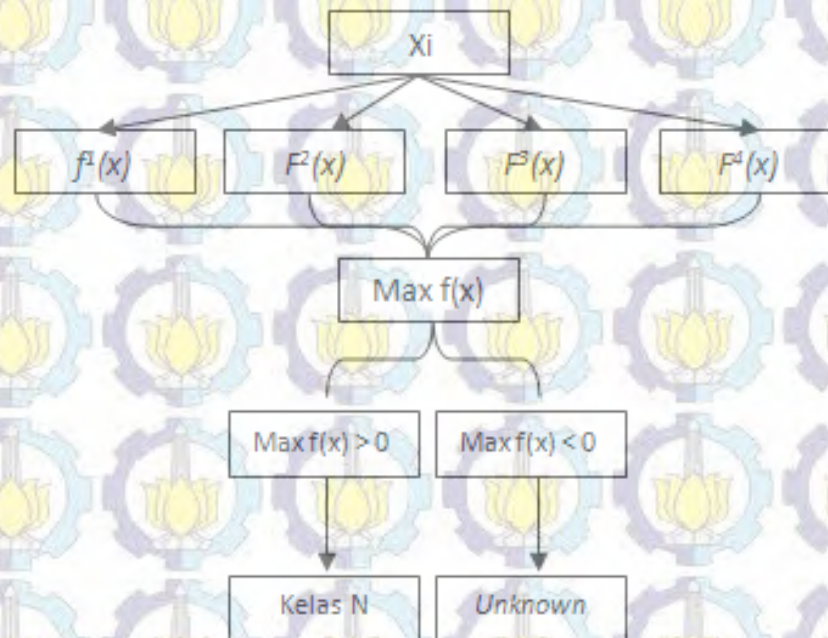 Xi
f¹(x) F²(x) F³(x) F⁴(x)
Max f(x)
Max f(x) > 0 Max f(x) < 0
Kelas N Unknown